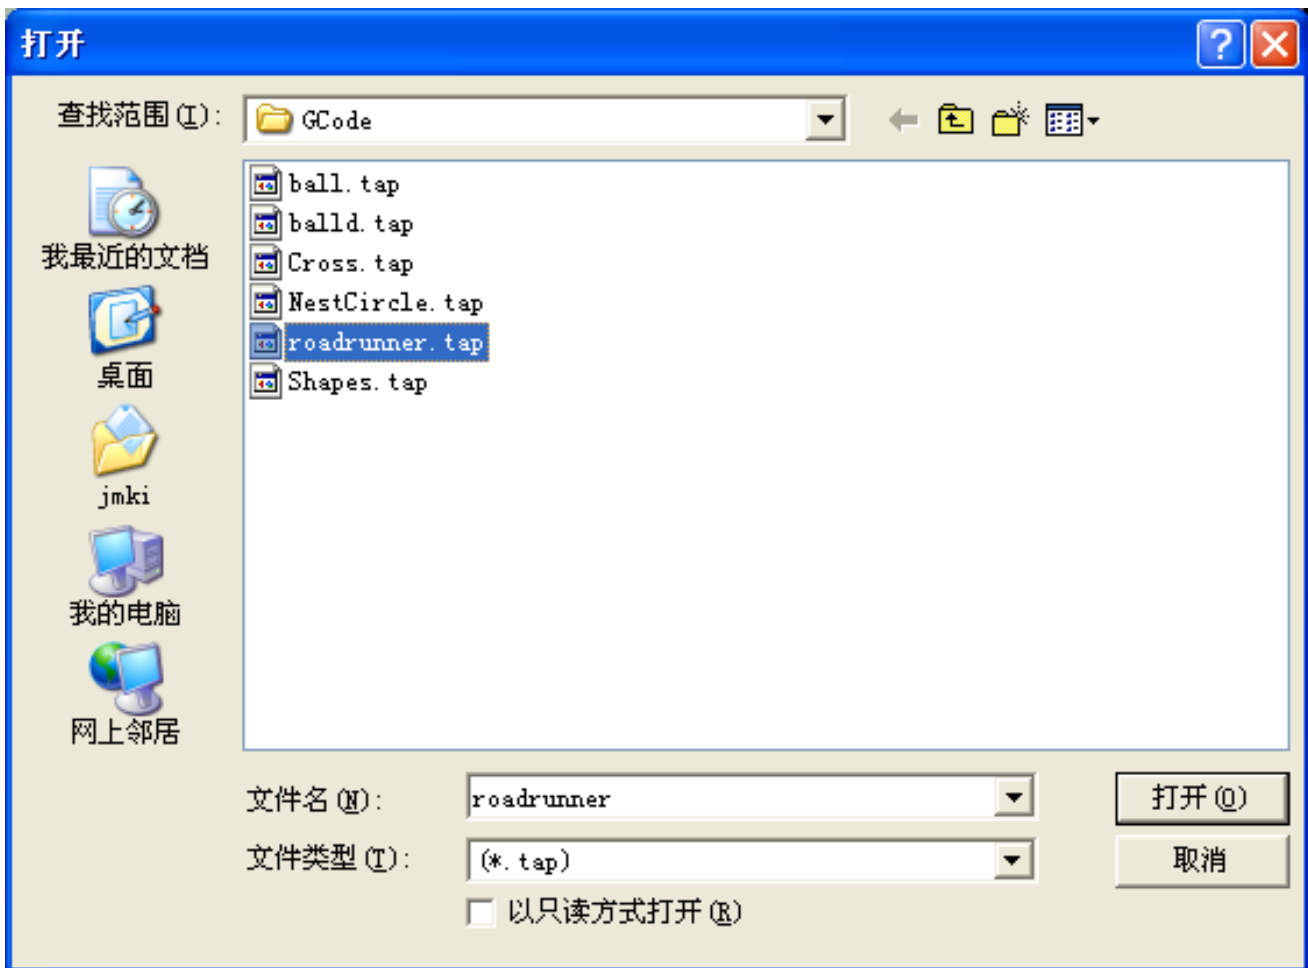 打开
查找范围(I):
GCode
ball.tap
balld.tap
Cross.tap
NestCircle.tap
roadrunner.tap
Shapes.tap
我最近的文档
桌面
jmki
我的电脑
网上邻居
文件名(N):
roadrunner
打开(O)
文件类型(T):
(*.tap)
取消
以只读方式打开(R)